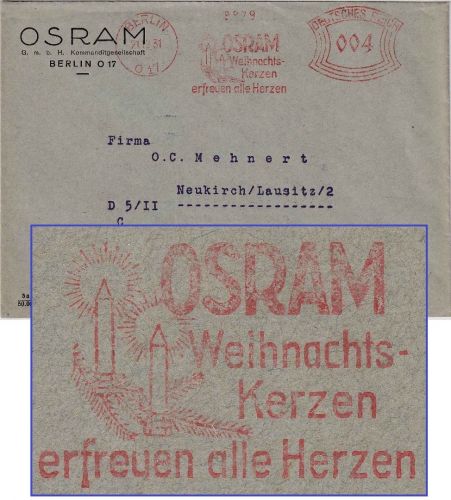 OSRAM
G. m. b. H. Kommanditgesellschaft
BERLIN O 17
BERLIN
31
O 17
OSRAM
Weihnachts-
Kerzen
erfreuen alle Herzen
DEUTSCHES REICH
004
Firma
O.C. Mehnert
Neukirch/Lausitz/2
D 5/II
C
OSRAM
Weihnachts-
Kerzen
erfreuen alle Herzen